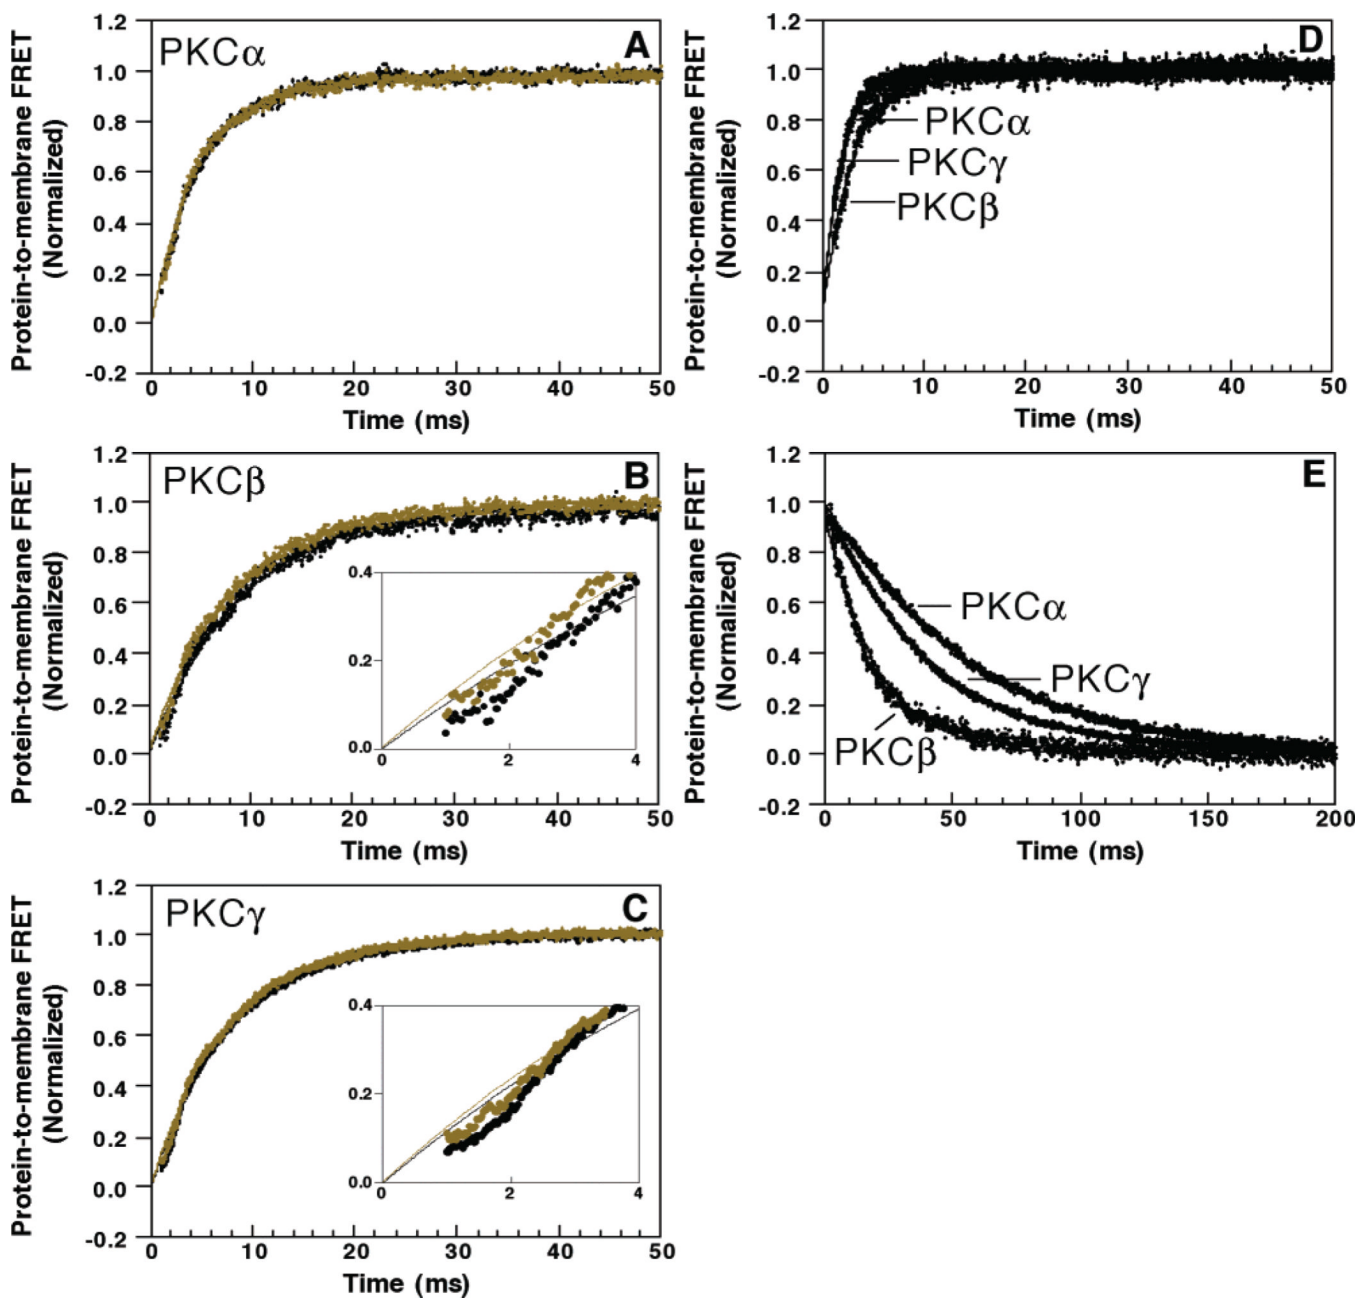 Protein-to-membrane FRET
(Normalized)
1.2
1.0
0.8
0.6
0.4
0.2
0.0
-0.2
PKCα
A
0 10 20 30 40 50
Time (ms)
Protein-to-membrane FRET
(Normalized)
1.2
1.0
0.8
0.6
0.4
0.2
0.0
-0.2
PKCβ
B
0.4
0.2
0.0
0 2 4
0 10 20 30 40 50
Time (ms)
Protein-to-membrane FRET
(Normalized)
1.2
1.0
0.8
0.6
0.4
0.2
0.0
-0.2
PKCγ
C
0.4
0.2
0.0
0 2 4
0 10 20 30 40 50
Time (ms)
Protein-to-membrane FRET
(Normalized)
1.2
1.0
0.8
0.6
0.4
0.2
0.0
-0.2
D
PKCα
PKCγ
PKCβ
0 10 20 30 40 50
Time (ms)
Protein-to-membrane FRET
(Normalized)
1.2
1.0
0.8
0.6
0.4
0.2
0.0
-0.2
E
PKCα
PKCγ
PKCβ
0 50 100 150 200
Time (ms)